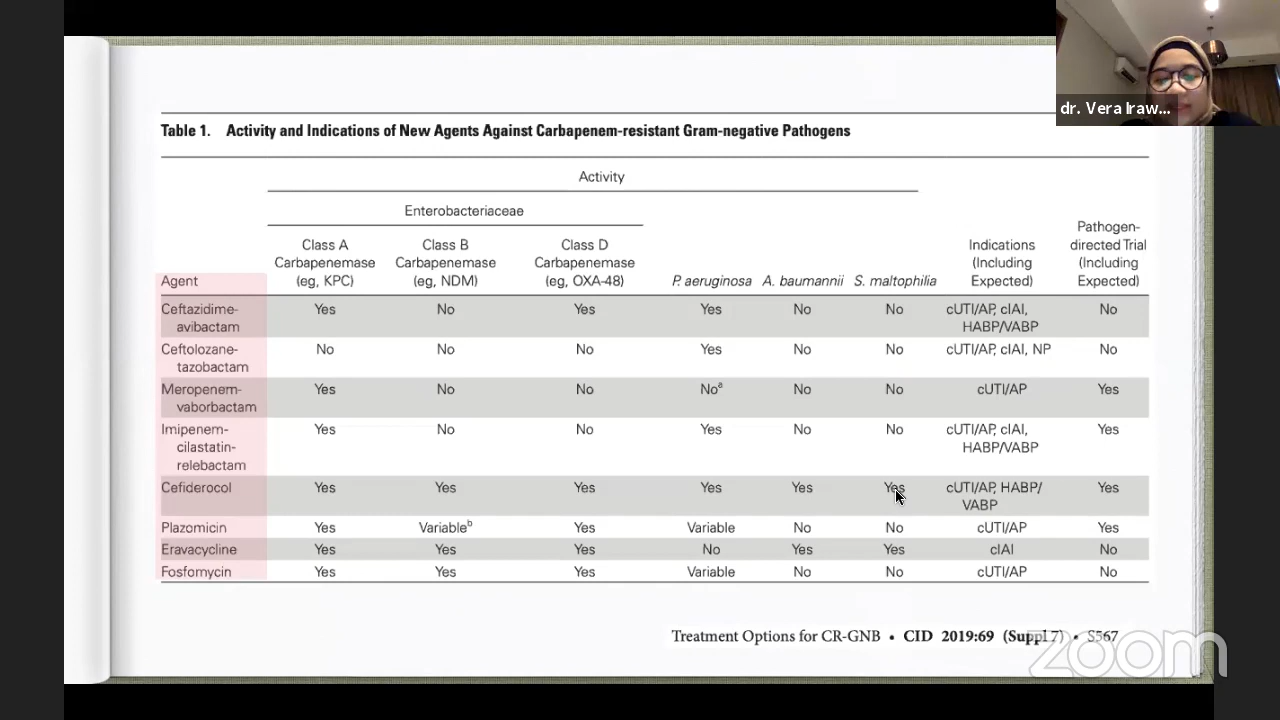 dr. Vera Iraw...
Table 1. Activity and Indications of New Agents Against Carbapenem-resistant Gram-negative Pathogens
Activity
Enterobacteriaceae
Agent
Class A Carbapenemase (eg, KPC)
Class B Carbapenemase (eg, NDM)
Class D Carbapenemase (eg, OXA-48)
P. aeruginosa
A. baumannii
S. maltophilia
Indications (Including Expected)
Pathogen-directed Trial (Including Expected)
Ceftazidime-avibactam Yes No Yes Yes No No cUTI/AP, cIAI, HABP/VABP No
Ceftolozane-tazobactam No No No Yes No No cUTI/AP, cIAI, NP No
Meropenem-vaborbactam Yes No No Noᵃ No No cUTI/AP Yes
Imipenem-cilastatin-relebactam Yes No No Yes No No cUTI/AP, cIAI, HABP/VABP Yes
Cefiderocol Yes Yes Yes Yes Yes Yes cUTI/AP, HABP/VABP Yes
Plazomicin Yes Variableᵇ Yes Variable No No cUTI/AP Yes
Eravacycline Yes Yes Yes No Yes Yes cIAI No
Fosfomycin Yes Yes Yes Variable No No cUTI/AP No
Treatment Options for CR-GNB • CID 2019:69 (Suppl 7) • S567
zoom